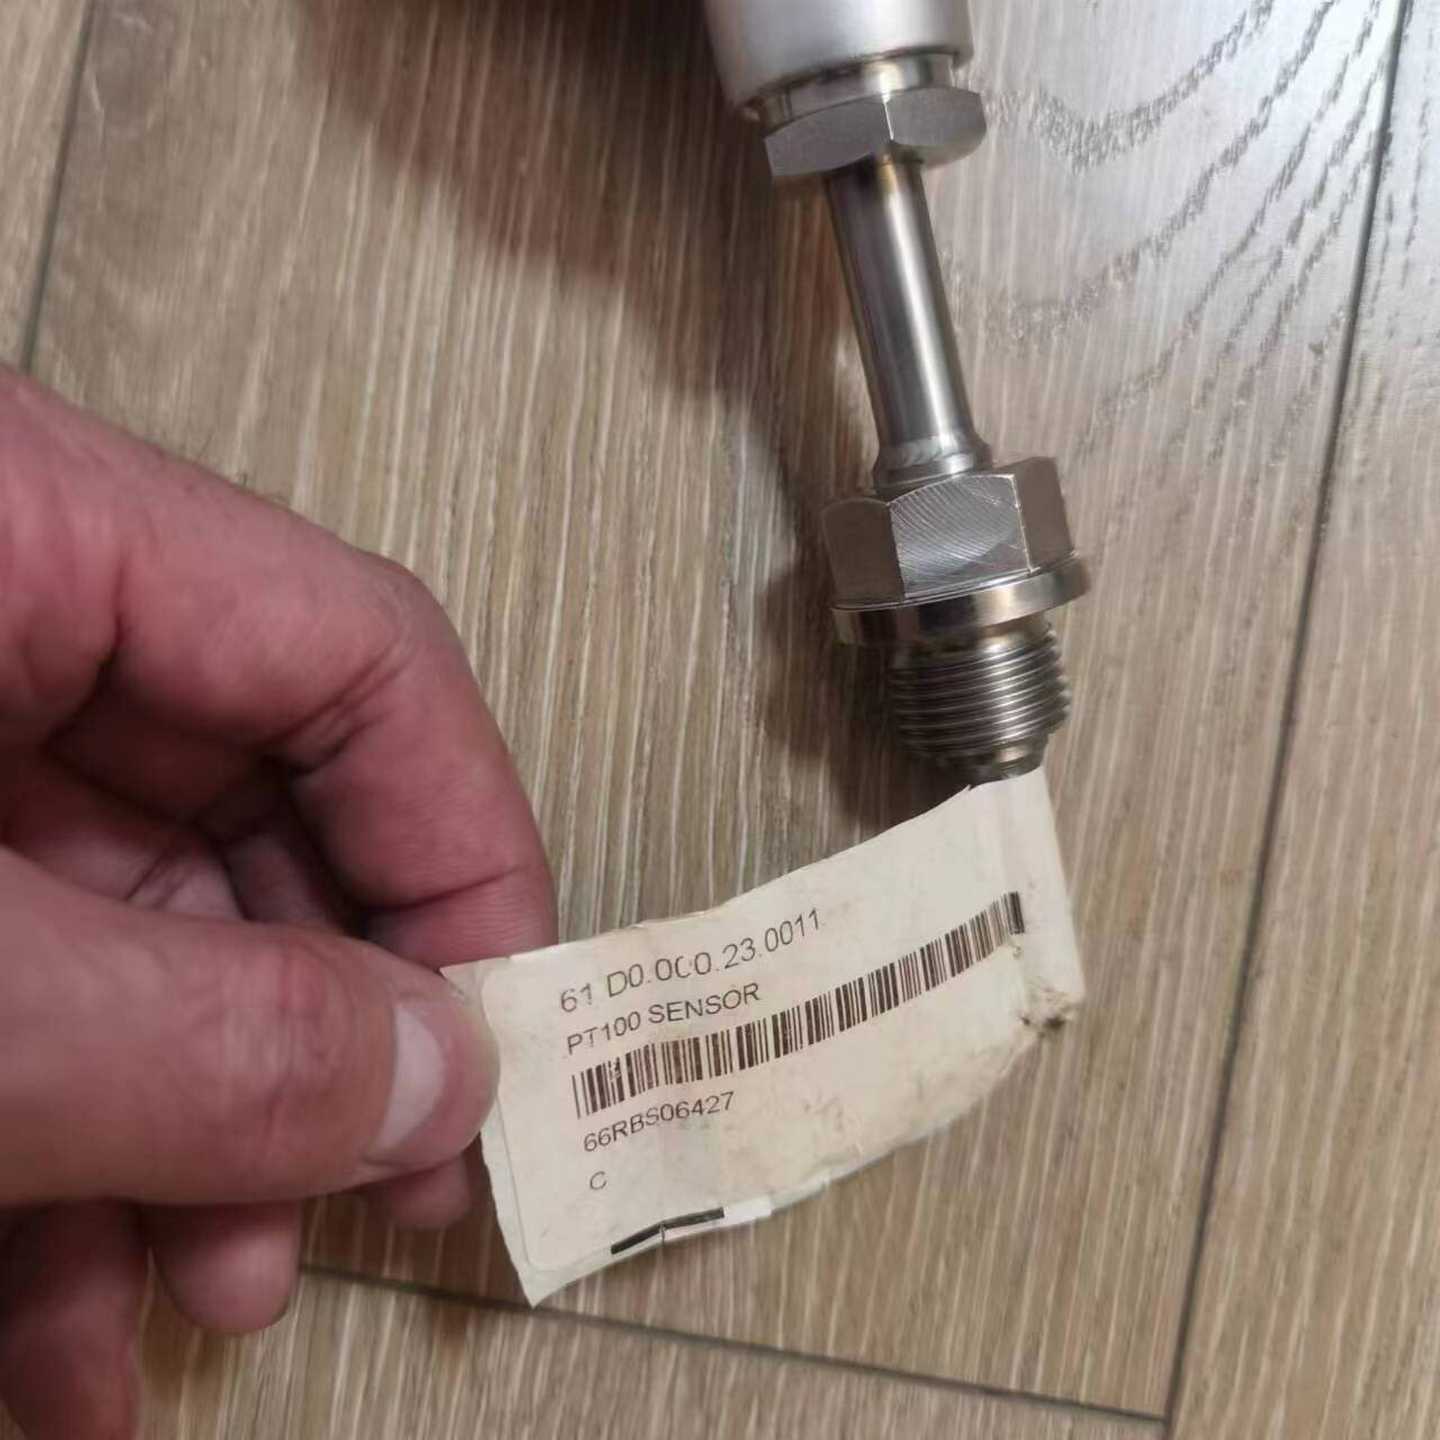 61 D0.000.23.0011
PT100 SENSOR
66RBS06427
C